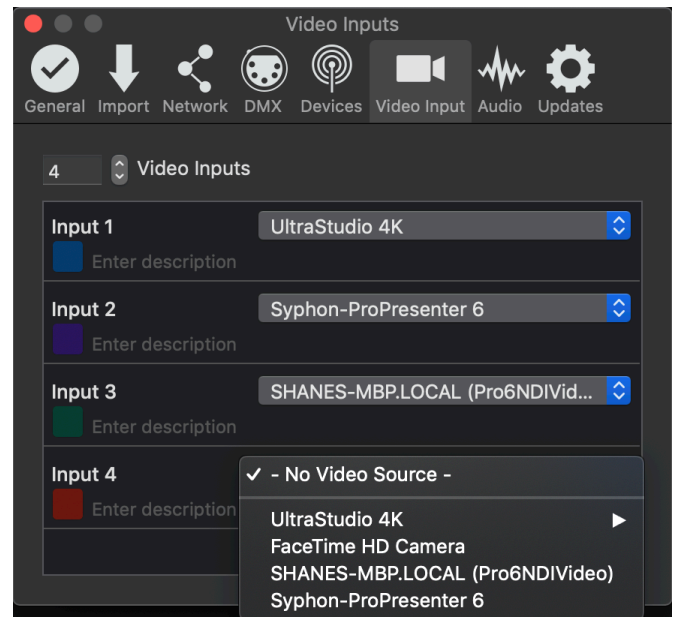 Video Inputs
General Import Network DMX Devices Video Input Audio Updates
4 Video Inputs
Input 1 UltraStudio 4K
Enter description
Input 2 Syphon-ProPresenter 6
Enter description
Input 3 SHANES-MBP.LOCAL (Pro6NDIVid...
Enter description
Input 4 - No Video Source -
Enter description
UltraStudio 4K
FaceTime HD Camera
SHANES-MBP.LOCAL (Pro6NDIVideo)
Syphon-ProPresenter 6